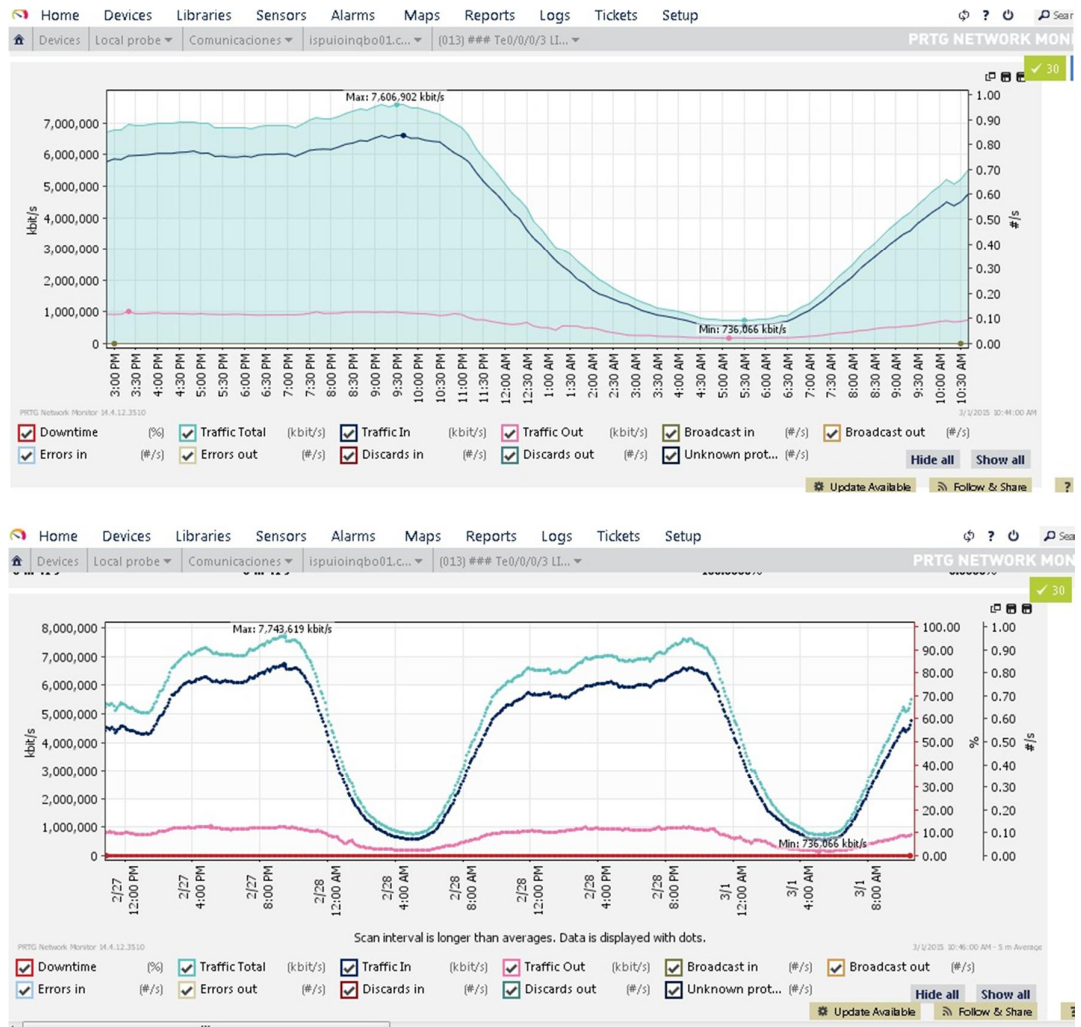 Home Devices Libraries Sensors Alarms Maps Reports Logs Tickets Setup ? Sear
Devices Local probe Comunicaciones ispuioinqbo01.c... (013) ### Te0/0/0/3 LI... PRTG NETWORK MONI
30
Max: 7,606,902 kbit/s
Min: 736,066 kbit/s
kbit/s
7,000,000
6,000,000
5,000,000
4,000,000
3,000,000
2,000,000
1,000,000
0
1.00
0.90
0.80
0.70
0.60
0.50
0.40
0.30
0.20
0.10
0.00
#/s
3:00 PM 3:30 PM 4:00 PM 4:30 PM 5:00 PM 5:30 PM 6:00 PM 6:30 PM 7:00 PM 7:30 PM 8:00 PM 8:30 PM 9:00 PM 9:30 PM 10:00 PM 10:30 PM 11:00 PM 11:30 PM 12:00 AM 12:30 AM 1:00 AM 1:30 AM 2:00 AM 2:30 AM 3:00 AM 3:30 AM 4:00 AM 4:30 AM 5:00 AM 5:30 AM 6:00 AM 6:30 AM 7:00 AM 7:30 AM 8:00 AM 8:30 AM 9:00 AM 9:30 AM 10:00 AM 10:30 AM
PRTG Network Monitor 14.4.12.3510 3/1/2015 10:44:00 AM
Downtime (%) Traffic Total (kbit/s) Traffic In (kbit/s) Traffic Out (kbit/s) Broadcast in (#/s) Broadcast out (#/s)
Errors in (#/s) Errors out (#/s) Discards in (#/s) Discards out (#/s) Unknown prot... (#/s) Hide all Show all
Update Available Follow & Share ?
Home Devices Libraries Sensors Alarms Maps Reports Logs Tickets Setup ? Sea
Devices Local probe Comunicaciones ispuioinqbo01.c... (013) ### Te0/0/0/3 LI... PRTG NETWORK MON
30
Max: 7,743,619 kbit/s
Min: 736,066 kbit/s
kbit/s
8,000,000
7,000,000
6,000,000
5,000,000
4,000,000
3,000,000
2,000,000
1,000,000
0
100.00
90.00
80.00
70.00
60.00
50.00
40.00
30.00
20.00
10.00
0.00
%
1.00
0.90
0.80
0.70
0.60
0.50
0.40
0.30
0.20
0.10
0.00
#/s
2/27 12:00 PM 2/27 4:00 PM 2/27 8:00 PM 2/28 12:00 AM 2/28 4:00 AM 2/28 8:00 AM 2/28 12:00 PM 2/28 4:00 PM 2/28 8:00 PM 3/1 12:00 AM 3/1 4:00 AM 3/1 8:00 AM
Scan interval is longer than averages. Data is displayed with dots.
PRTG Network Monitor 14.4.12.3510 3/1/2015 10:46:00 AM - 5 m Average
Downtime (%) Traffic Total (kbit/s) Traffic In (kbit/s) Traffic Out (kbit/s) Broadcast in (#/s) Broadcast out (#/s)
Errors in (#/s) Errors out (#/s) Discards in (#/s) Discards out (#/s) Unknown prot... (#/s) Hide all Show all
Update Available Follow & Share